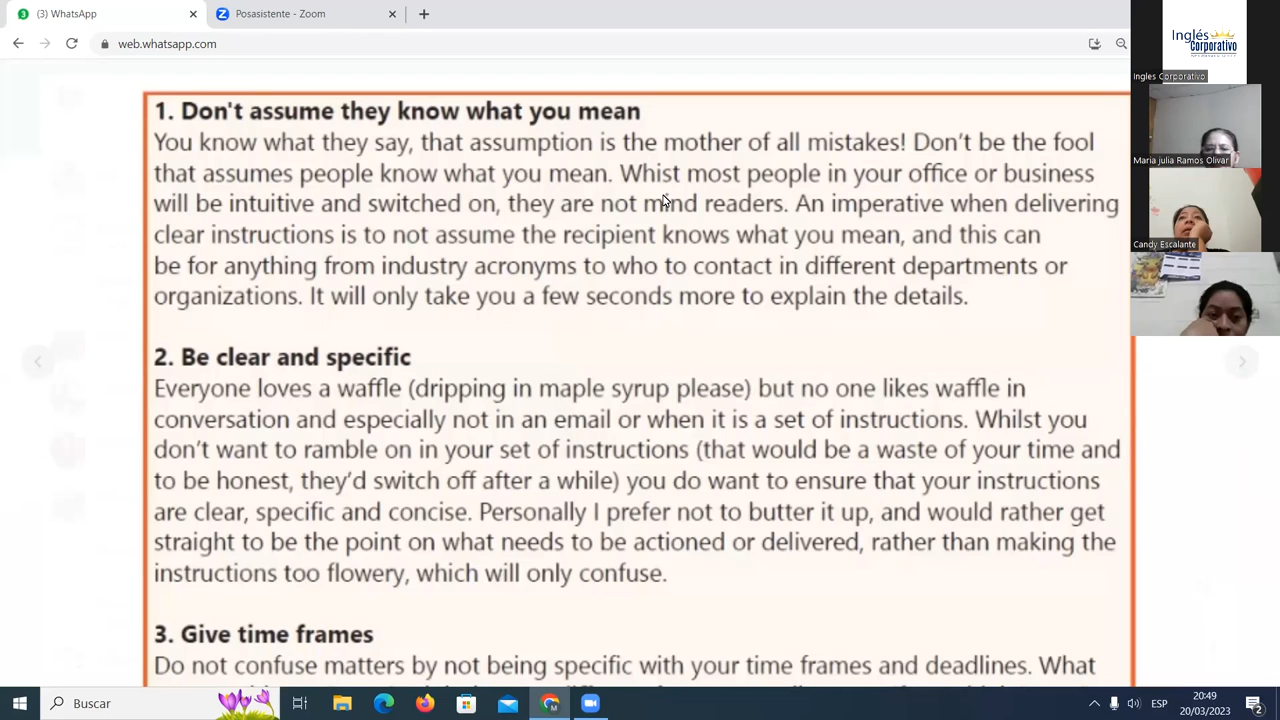 (3) WhatsApp
Posasistente - Zoom
web.whatsapp.com
Inglés
Corporativo
Ingles Corporativo
Maria julia Ramos Olivar
Candy Escalante
1. Don't assume they know what you mean
You know what they say, that assumption is the mother of all mistakes! Don't be the fool
that assumes people know what you mean. Whist most people in your office or business
will be intuitive and switched on, they are not mind readers. An imperative when delivering
clear instructions is to not assume the recipient knows what you mean, and this can
be for anything from industry acronyms to who to contact in different departments or
organizations. It will only take you a few seconds more to explain the details.
2. Be clear and specific
Everyone loves a waffle (dripping in maple syrup please) but no one likes waffle in
conversation and especially not in an email or when it is a set of instructions. Whilst you
don't want to ramble on in your set of instructions (that would be a waste of your time and
to be honest, they'd switch off after a while) you do want to ensure that your instructions
are clear, specific and concise. Personally I prefer not to butter it up, and would rather get
straight to be the point on what needs to be actioned or delivered, rather than making the
instructions too flowery, which will only confuse.
3. Give time frames
Do not confuse matters by not being specific with your time frames and deadlines. What
Buscar
ESP
20:49
20/03/2023
2